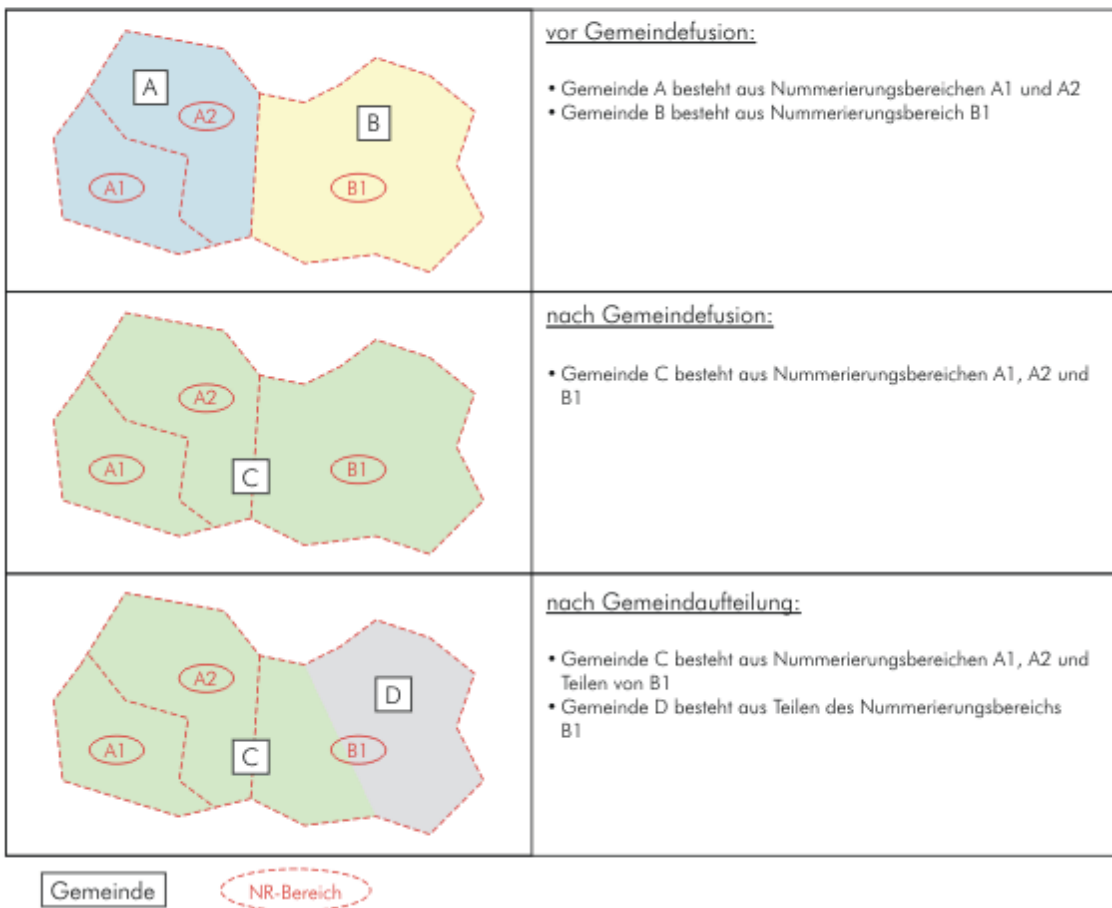 A
A2
A1
B
B1
vor Gemeindefusion:
• Gemeinde A besteht aus Nummerierungsbereichen A1 und A2
• Gemeinde B besteht aus Nummerierungsbereich B1
A2
A1
C
B1
nach Gemeindefusion:
• Gemeinde C besteht aus Nummerierungsbereichen A1, A2 und
B1
A2
D
A1
C
B1
nach Gemeindaufteilung:
• Gemeinde C besteht aus Nummerierungsbereichen A1, A2 und
Teilen von B1
• Gemeinde D besteht aus Teilen des Nummerierungsbereichs
B1
Gemeinde
NR-Bereich